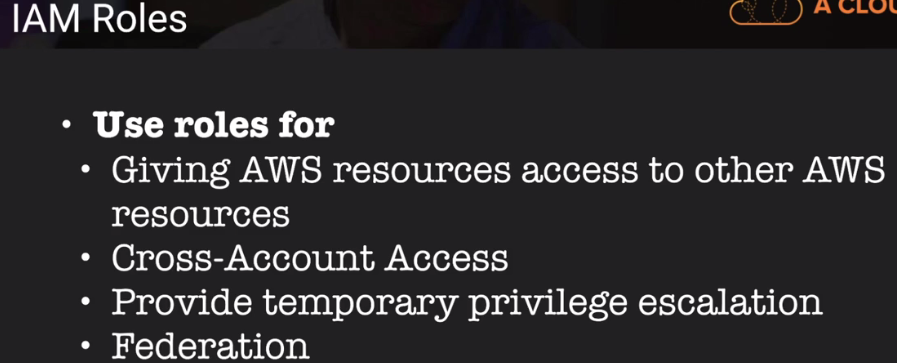 IAM Roles
A CLOU
• Use roles for
• Giving AWS resources access to other AWS
resources
• Cross-Account Access
• Provide temporary privilege escalation
• Federation